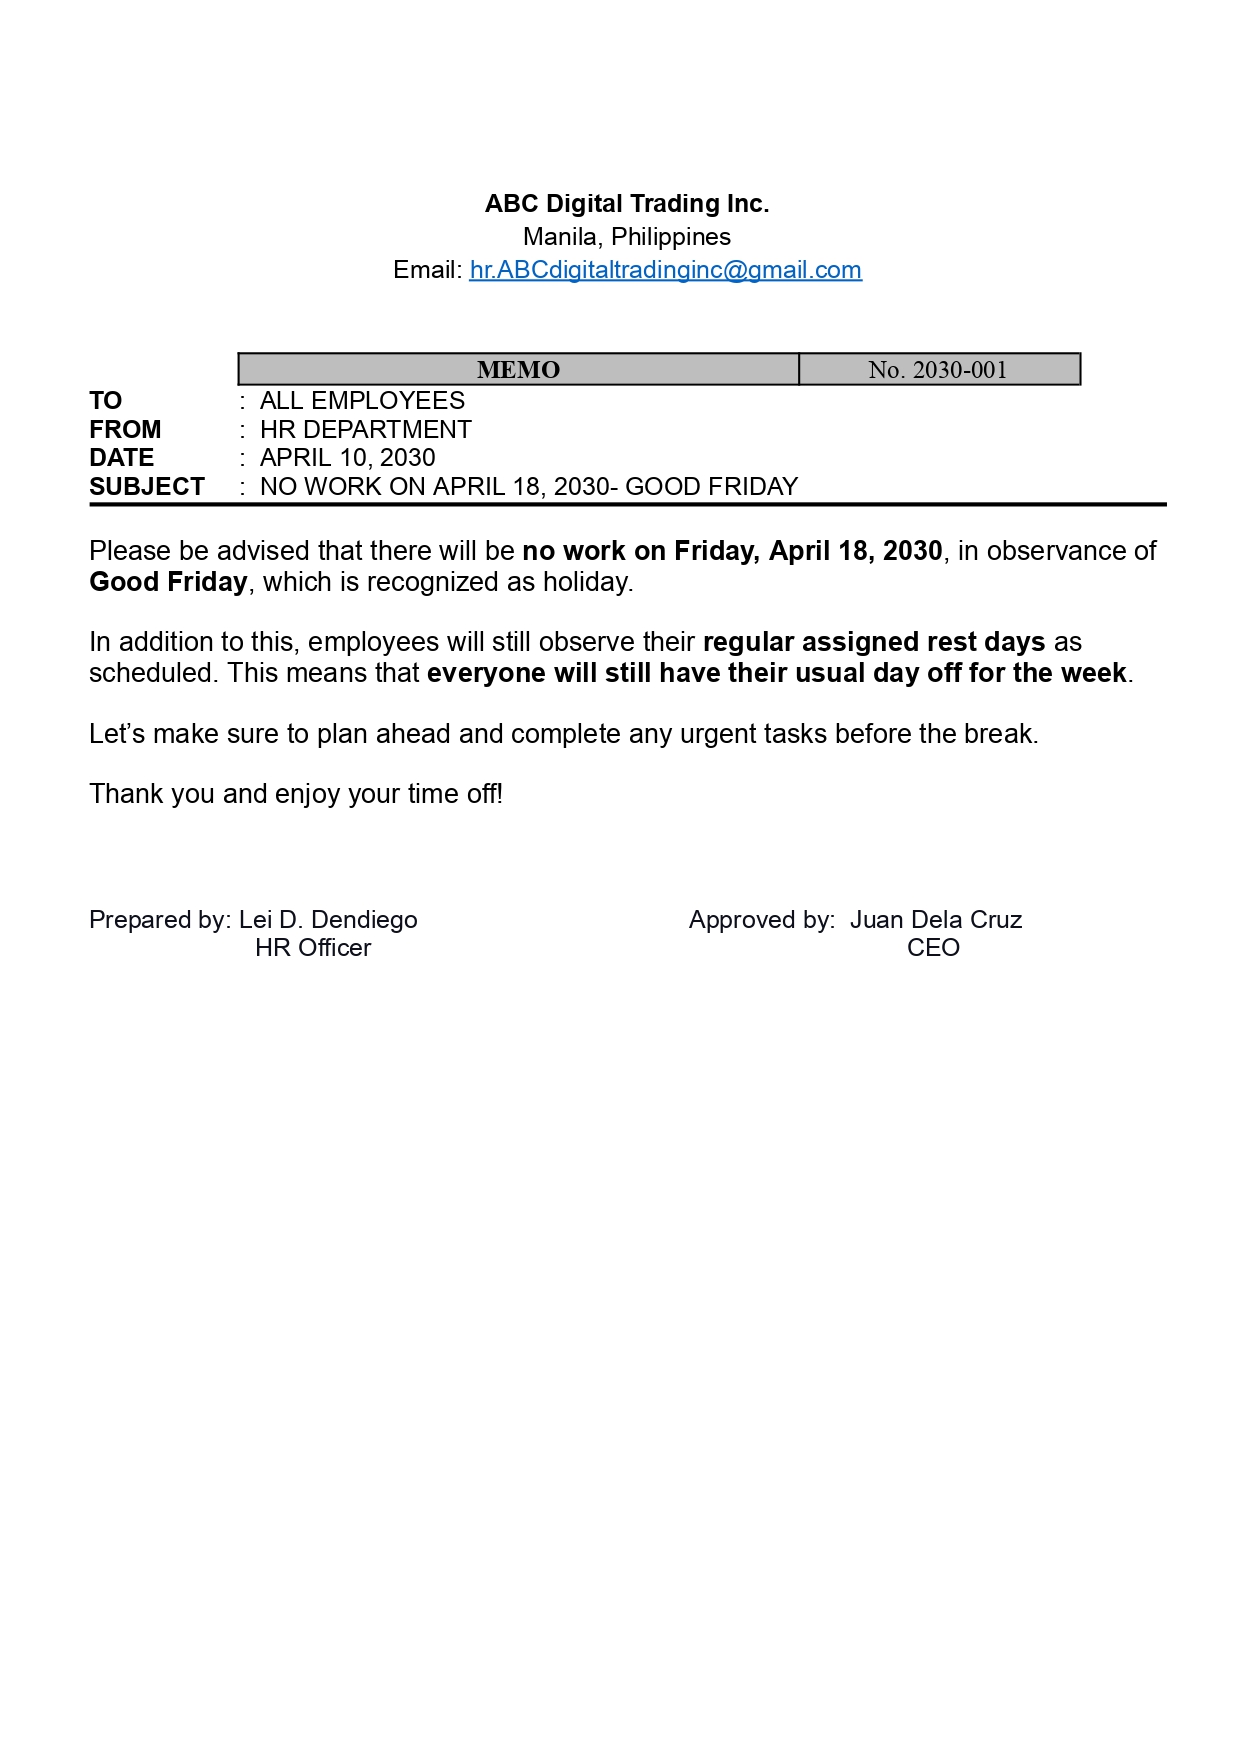 ABC Digital Trading Inc.
Manila, Philippines
Email: hr.ABCdigitaltradinginc@gmail.com
MEMO No. 2030-001
TO : ALL EMPLOYEES
FROM : HR DEPARTMENT
DATE : APRIL 10, 2030
SUBJECT : NO WORK ON APRIL 18, 2030- GOOD FRIDAY
Please be advised that there will be no work on Friday, April 18, 2030, in observance of
Good Friday, which is recognized as holiday.
In addition to this, employees will still observe their regular assigned rest days as
scheduled. This means that everyone will still have their usual day off for the week.
Let’s make sure to plan ahead and complete any urgent tasks before the break.
Thank you and enjoy your time off!
Prepared by: Lei D. Dendiego Approved by: Juan Dela Cruz
HR Officer CEO